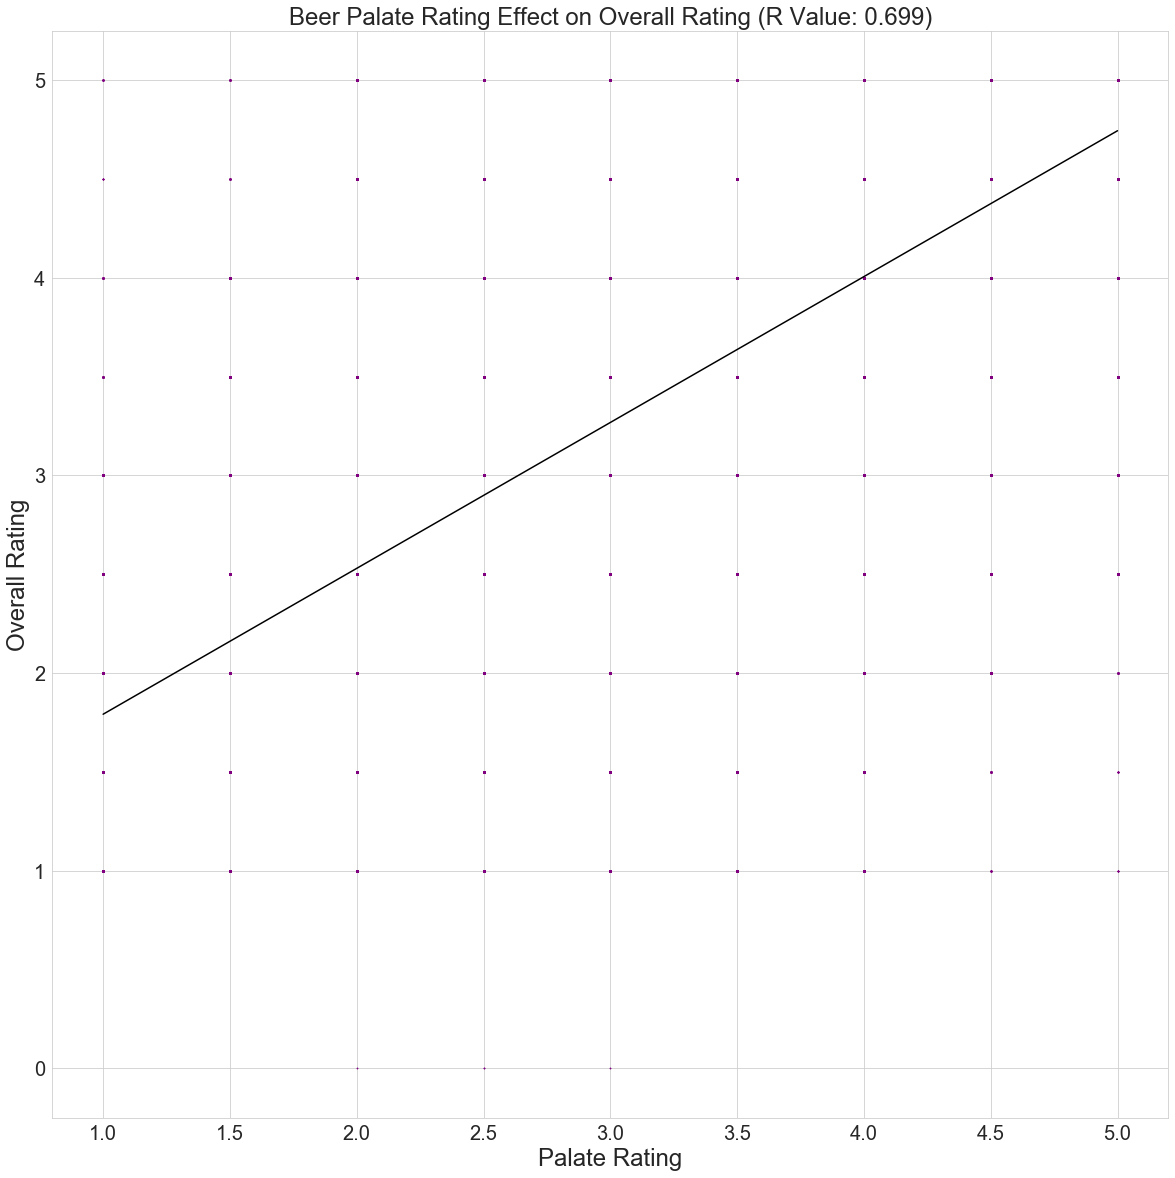 Beer Palate Rating Effect on Overall Rating (R Value: 0.699)
5
4
3
2
1
0
Overall Rating
1.0 1.5 2.0 2.5 3.0 3.5 4.0 4.5 5.0
Palate Rating